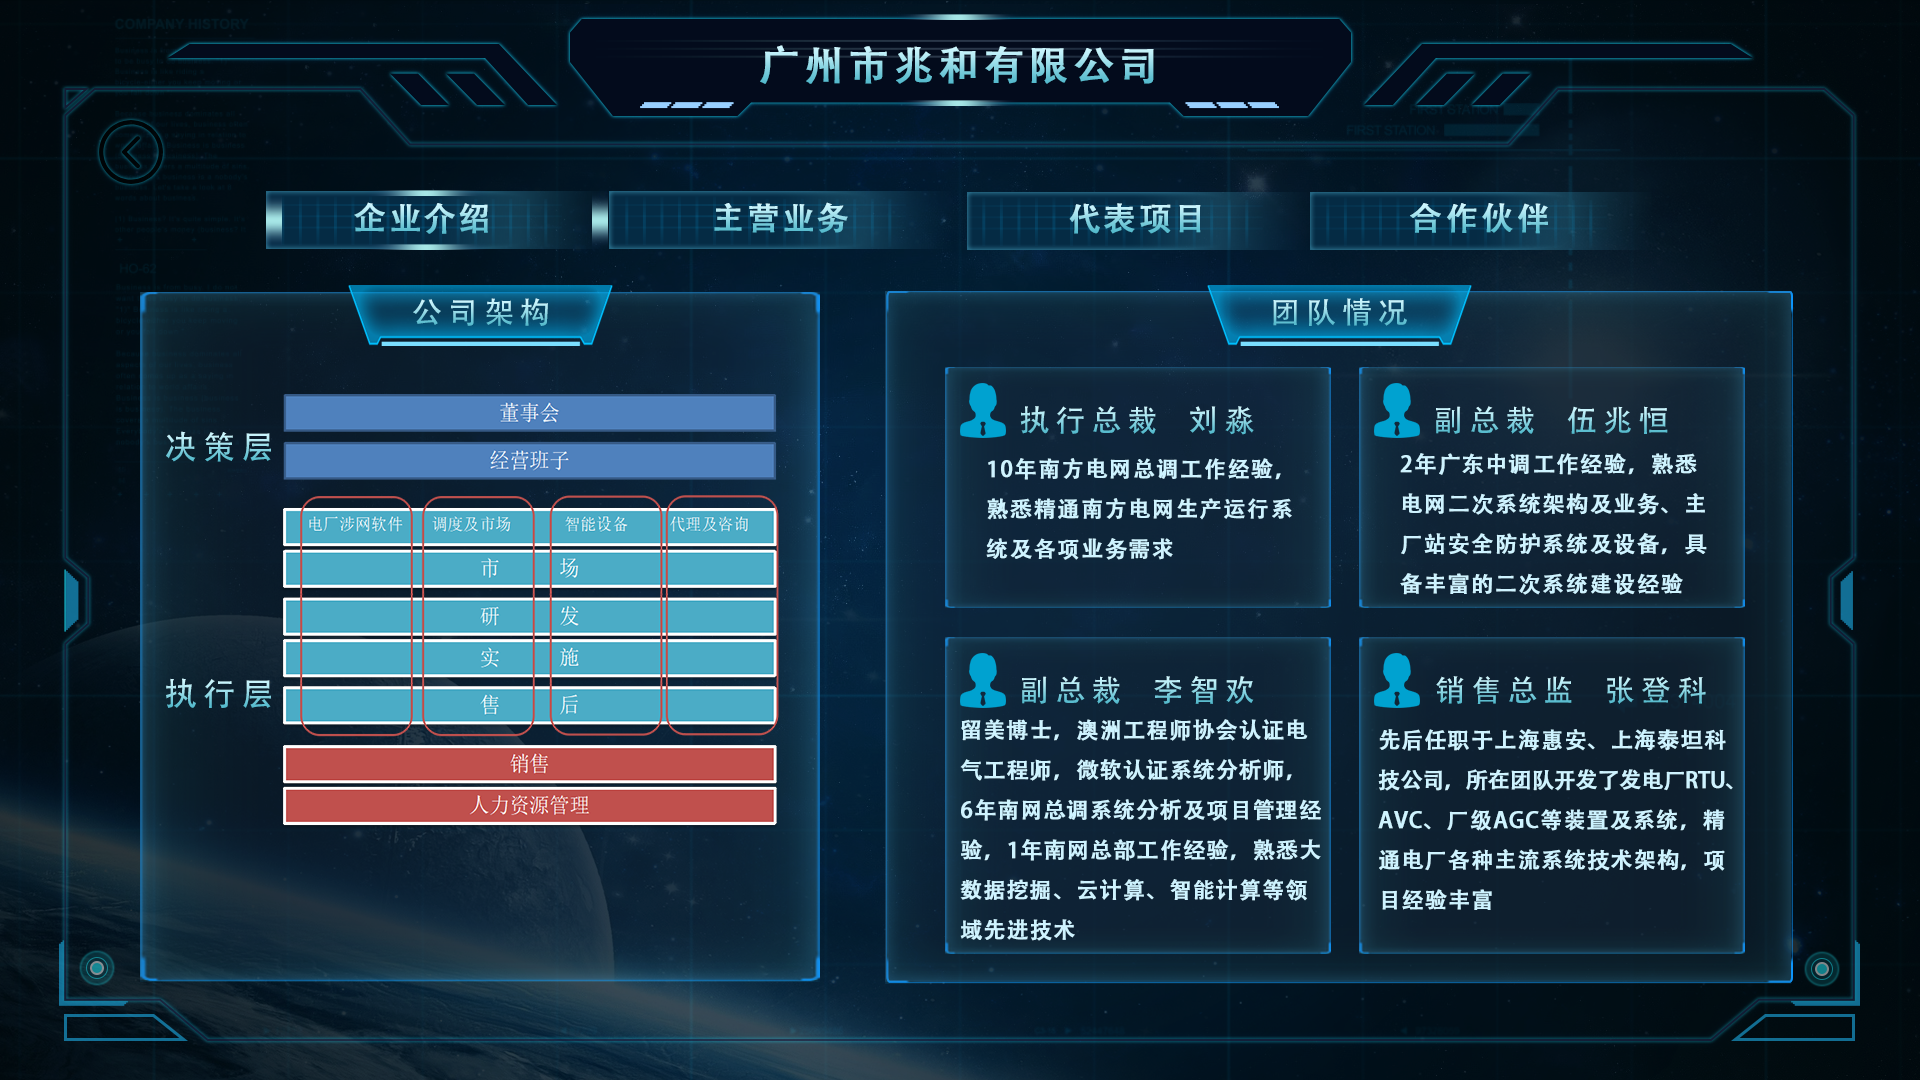 COMPANY HISTORY
广州市兆和有限公司
FIRST STATION
企业介绍
主营业务
代表项目
合作伙伴
HO-62
公司架构
决策层
董事会
经营班子
电厂涉网软件
调度及市场
智能设备
代理及咨询
市 场
研 发
实 施
售 后
执行层
销售
人力资源管理
团队情况
执行总裁 刘淼
10年南方电网总调工作经验，
熟悉精通南方电网生产运行系
统及各项业务需求
副总裁 伍兆恒
2年广东中调工作经验，熟悉
电网二次系统架构及业务、主
厂站安全防护系统及设备，具
备丰富的二次系统建设经验
副总裁 李智欢
留美博士，澳洲工程师协会认证电
气工程师，微软认证系统分析师，
6年南网总调系统分析及项目管理经
验，1年南网总部工作经验，熟悉大
数据挖掘、云计算、智能计算等领
域先进技术
销售总监 张登科
先后任职于上海惠安、上海泰坦科
技公司，所在团队开发了发电厂RTU、
AVC、厂级AGC等装置及系统，精
通电厂各种主流系统技术架构，项
目经验丰富